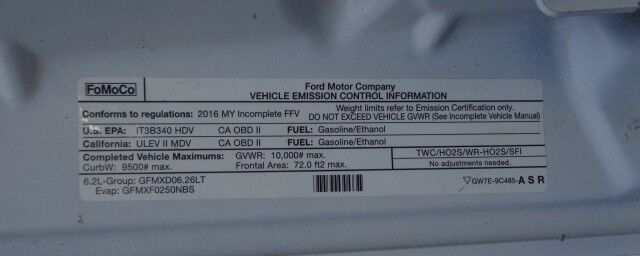 FoMoCo
Ford Motor Company
VEHICLE EMISSION CONTROL INFORMATION
Conforms to regulations: 2016 MY Incomplete FFV
Weight limits refer to Emission Certification only.
DO NOT EXCEED VEHICLE GVWR (See Incomplete Vehicle Manual)
U.S. EPA: IT3B340 HDV CA OBD II FUEL: Gasoline/Ethanol
California: ULEV II MDV CA OBD II FUEL: Gasoline/Ethanol
Completed Vehicle Maximums: GVWR: 10,000# max.
CurbW: 9500# max. Frontal Area: 72.0 ft2 max.
TWC/HO2S/WR-HO2S/SFI
No adjustments needed.
6.2L-Group: GFMXD06.26LT
Evap: GFMXF0250NBS
▽GW7E-9C485-A S R